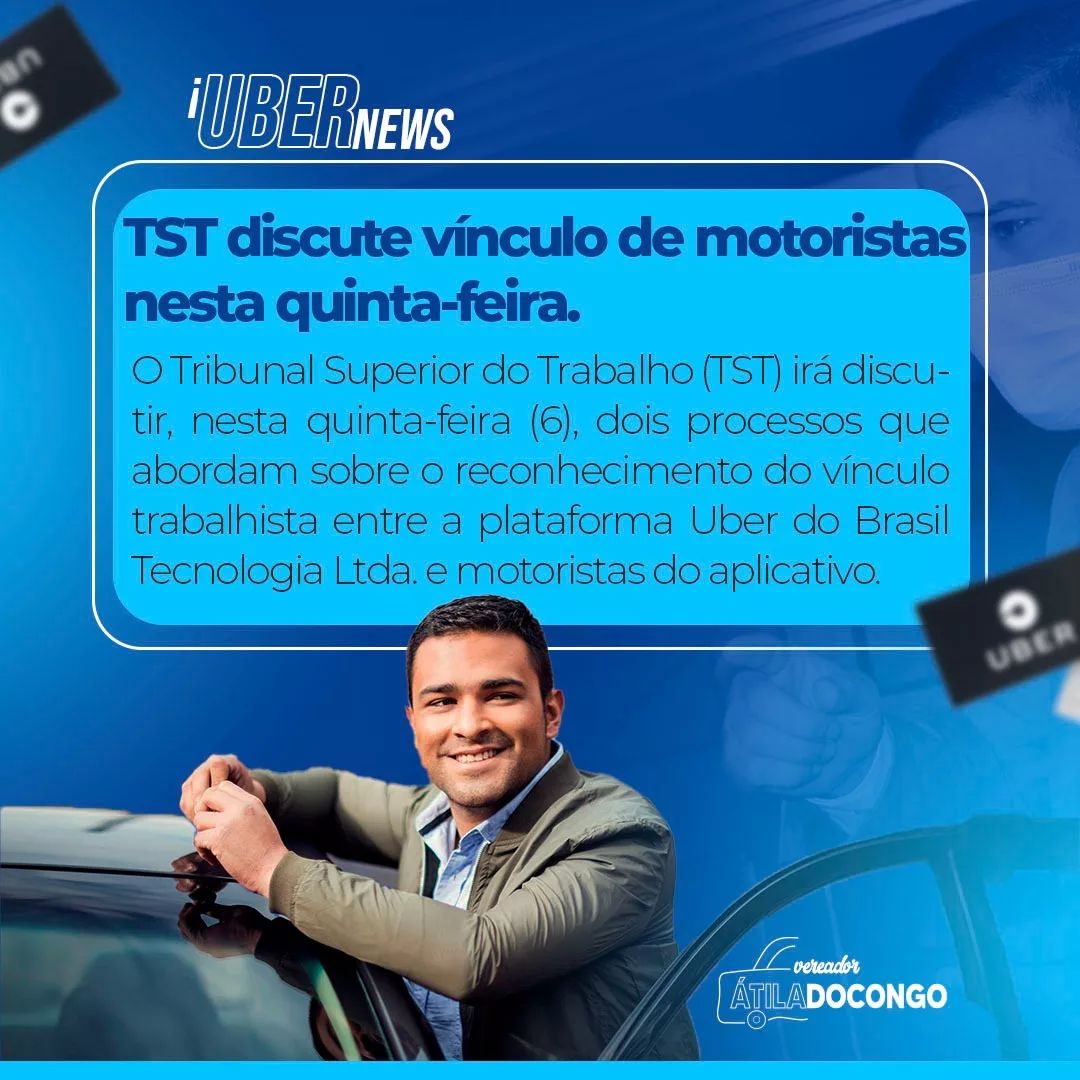 UBER
iUBERNEWS
TST discute vínculo de motoristas
nesta quinta-feira.
O Tribunal Superior do Trabalho (TST) irá discu-
tir, nesta quinta-feira (6), dois processos que
abordam sobre o reconhecimento do vínculo
trabalhista entre a plataforma Uber do Brasil
Tecnologia Ltda. e motoristas do aplicativo.
UBER
vereador
ÁTILADOCONGO